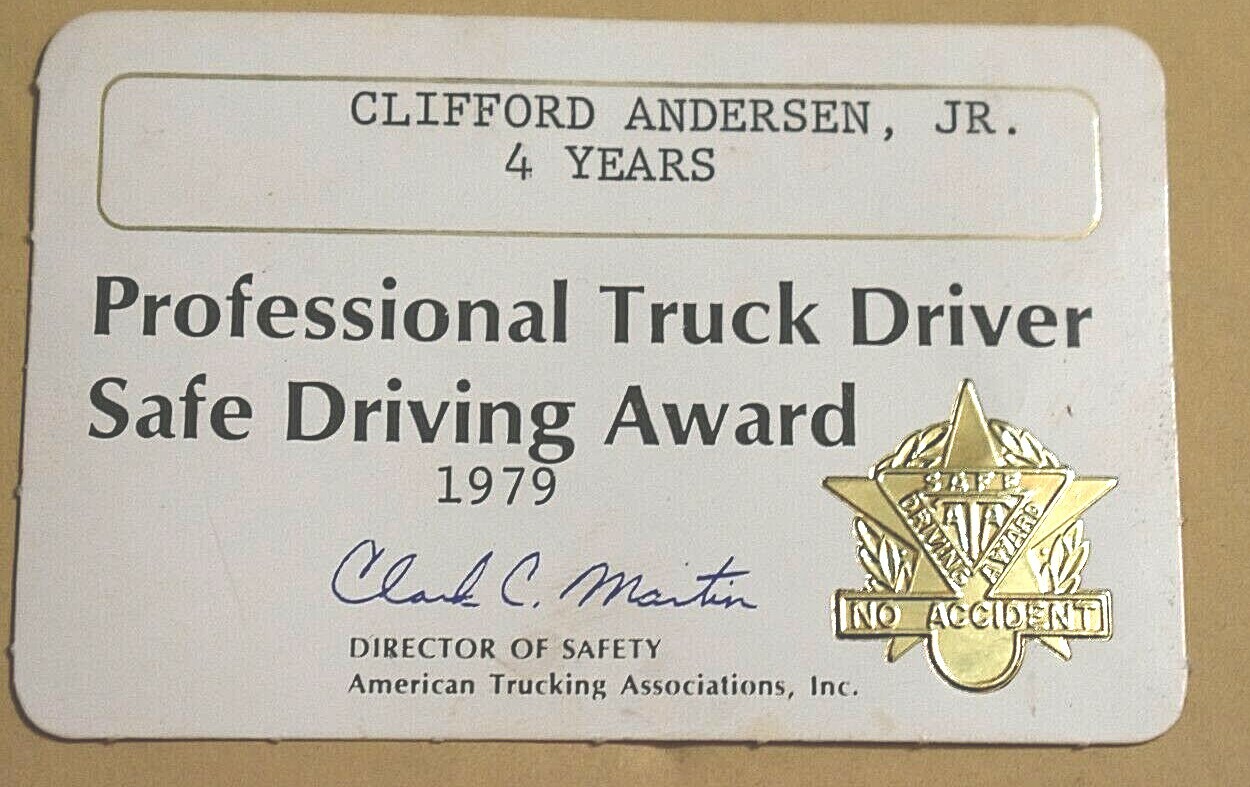 CLIFFORD ANDERSEN, JR.
4 YEARS
Professional Truck Driver
Safe Driving Award
1979
Clark C. Martin
DIRECTOR OF SAFETY
American Trucking Associations, Inc.
SAFE
DRIVING
AWARD
ATA
NO ACCIDENT